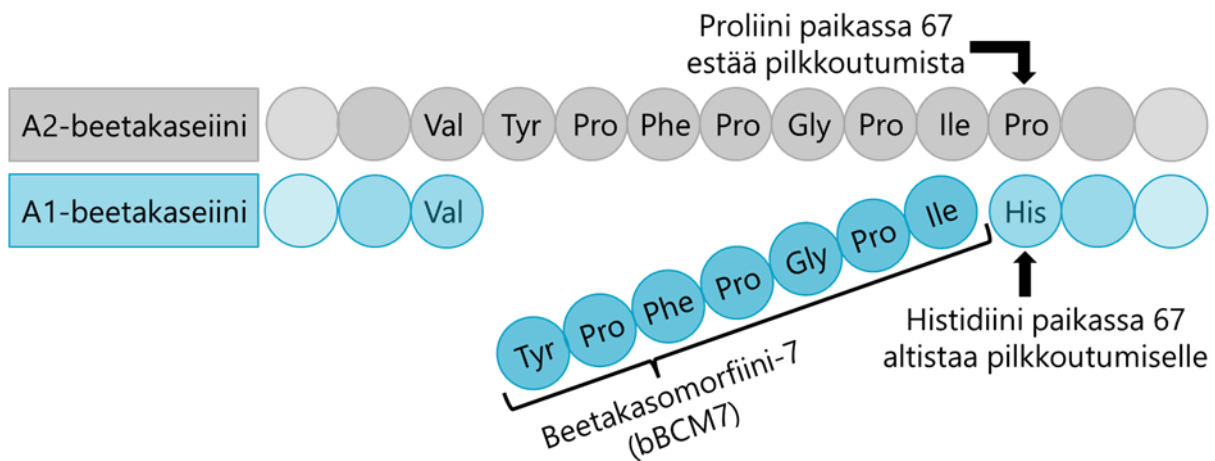 Proliini paikassa 67
estää pilkkoutumista
A2-beetakaseiini
Val Tyr Pro Phe Pro Gly Pro Ile Pro
A1-beetakaseiini
Val
His
Tyr Pro Phe Pro Gly Pro Ile
Beetakasomorfiini-7
(bBCM7)
Histidiini paikassa 67
altistaa pilkkoutumiselle